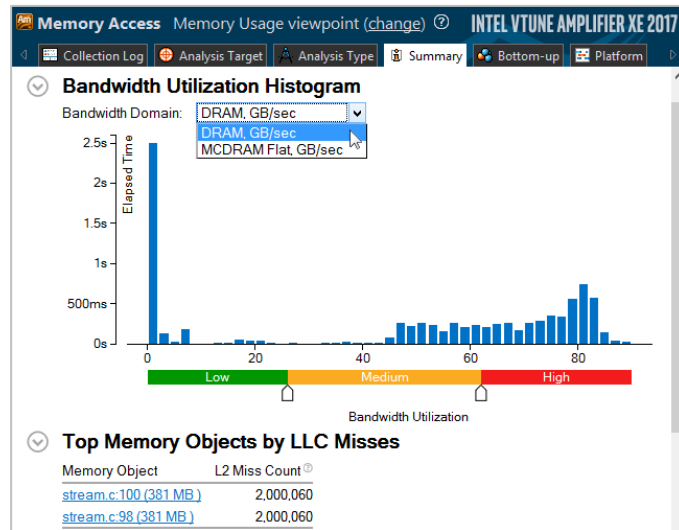 Am Memory Access Memory Usage viewpoint (change) ? INTEL VTUNE AMPLIFIER XE 2017
Collection Log Analysis Target Analysis Type Summary Bottom-up Platform
Bandwidth Utilization Histogram
Bandwidth Domain: DRAM, GB/sec
DRAM, GB/sec
MCDRAM Flat, GB/sec
Elapsed Time
2.5s
2s
1.5s
1s
500ms
0s
0 20 40 60 80
Low Medium High
Bandwidth Utilization
Top Memory Objects by LLC Misses
Memory Object L2 Miss Count ?
stream.c:100 (381 MB ) 2,000,060
stream.c:98 (381 MB ) 2,000,060